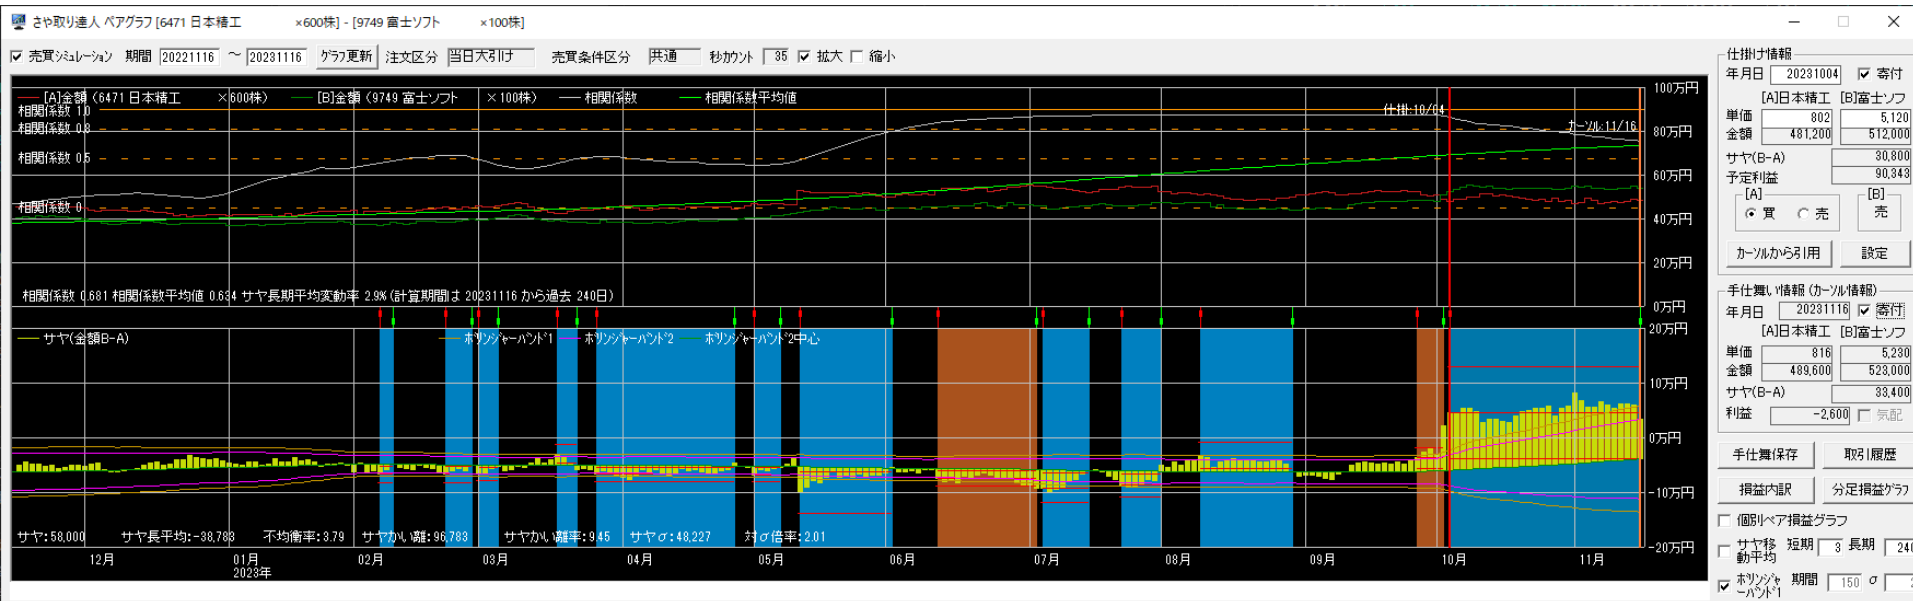 さや取り達人 ペアグラフ [6471 日本精工 ×600株] - [9749 富士ソフト ×100株]
売買シミュレーション 期間 20221116 ～ 20231116 グラフ更新 注文区分 当日大引け 売買条件区分 共通 秒カウント 35 拡大 縮小
[A]金額 (6471 日本精工 ×600株) [B]金額 (9749 富士ソフト ×100株) 相関係数 相関係数平均値
相関係数 1.0
相関係数 0.8
相関係数 0.5
相関係数 0
仕掛:10/04
カーソル:11/16
100万円
80万円
60万円
40万円
20万円
0万円
相関係数 0.681 相関係数平均値 0.634 サヤ長期平均変動率 2.9% (計算期間は 20231116 から過去 240日)
サヤ(金額B-A) ボリンジャーバンド1 ボリンジャーバンド2 ボリンジャーバンド2中心
20万円
10万円
0万円
-10万円
-20万円
サヤ:58,000 サヤ長平均:-38,783 不均衡率:3.79 サヤかい離:96,783 サヤかい離率:9.45 サヤσ:48,227 対σ倍率:2.01
12月 01月 02月 03月 04月 05月 06月 07月 08月 09月 10月 11月
2023年
仕掛け情報
年月日 20231004 寄付
[A]日本精工 [B]富士ソフ
単価 802 5,120
金額 481,200 512,000
サヤ(B-A) 30,800
予定利益 90,343
[A] [B]
買 売 売
カーソルから引用 設定
手仕舞い情報 (カーソル情報)
年月日 20231116 寄付
[A]日本精工 [B]富士ソフ
単価 816 5,230
金額 489,600 523,000
サヤ(B-A) 33,400
利益 -2,600 気配
手仕舞保存 取引履歴
損益内訳 分足損益グラフ
個別ペア損益グラフ
サヤ移動平均 短期 3 長期 240
ボリンジャーバンド1 期間 150 σ